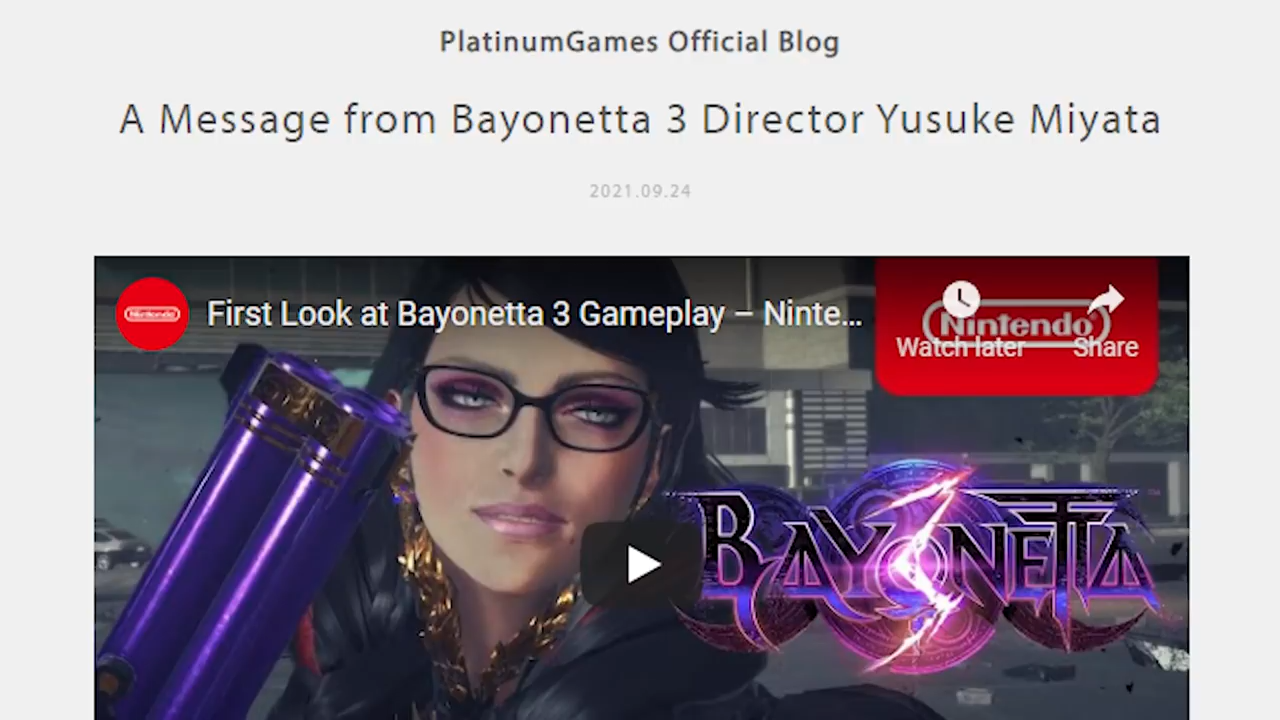 PlatinumGames Official Blog
A Message from Bayonetta 3 Director Yusuke Miyata
2021.09.24
Nintendo
First Look at Bayonetta 3 Gameplay – Ninte...
Nintendo
Watch later
Share
BAYONETTA